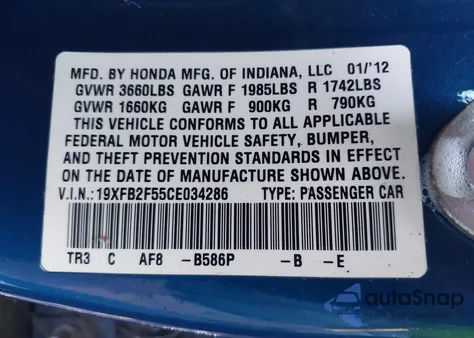 MFD. BY HONDA MFG. OF INDIANA, LLC 01/'12
GVWR 3660LBS GAWR F 1985LBS R 1742LBS
GVWR 1660KG GAWR F 900KG R 790KG
THIS VEHICLE CONFORMS TO ALL APPLICABLE
FEDERAL MOTOR VEHICLE SAFETY, BUMPER,
AND THEFT PREVENTION STANDARDS IN EFFECT
ON THE DATE OF MANUFACTURE SHOWN ABOVE.
V.I.N.:19XFB2F55CE034286 TYPE: PASSENGER CAR
TR3 C AF8 -B586P -B -E
autoSnap